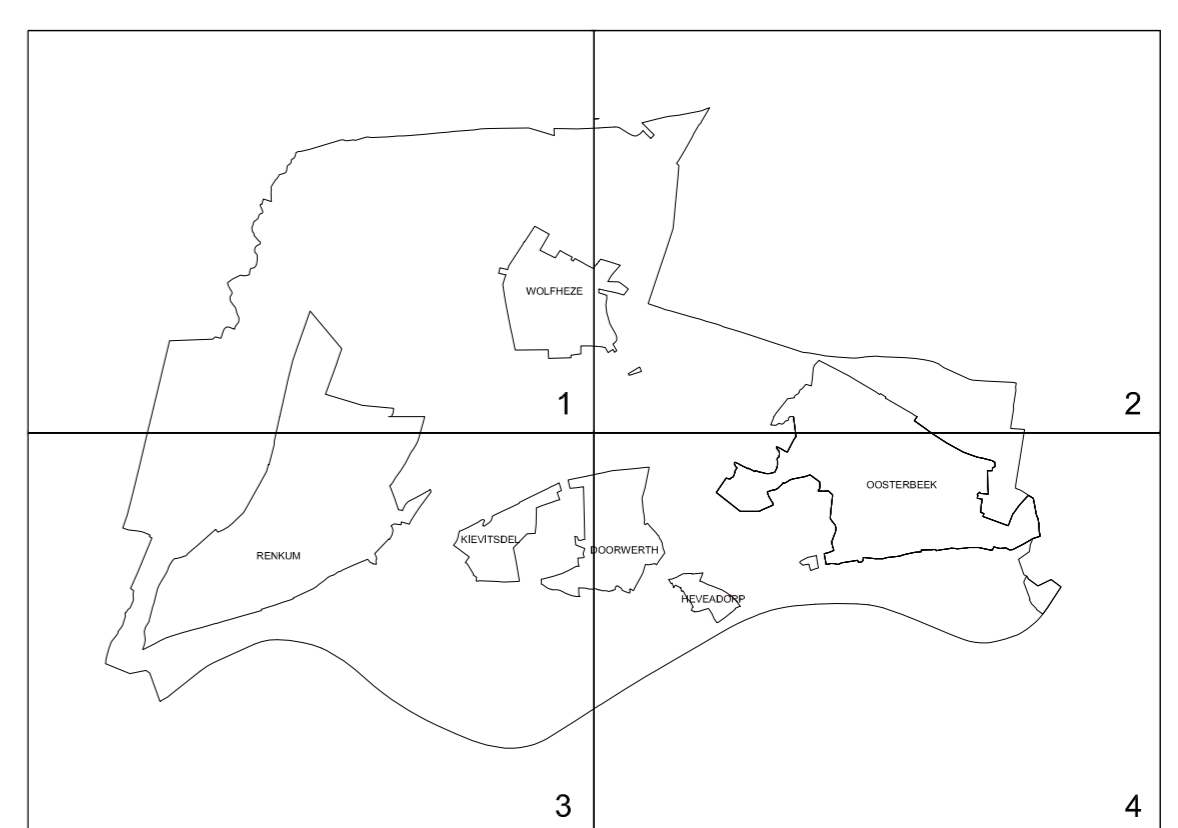 WOLFHEZE
1
2
OOSTERBEEK
KIEVITSDEL
DOORWERTH
RENKUM
HEVEADORP
3
4